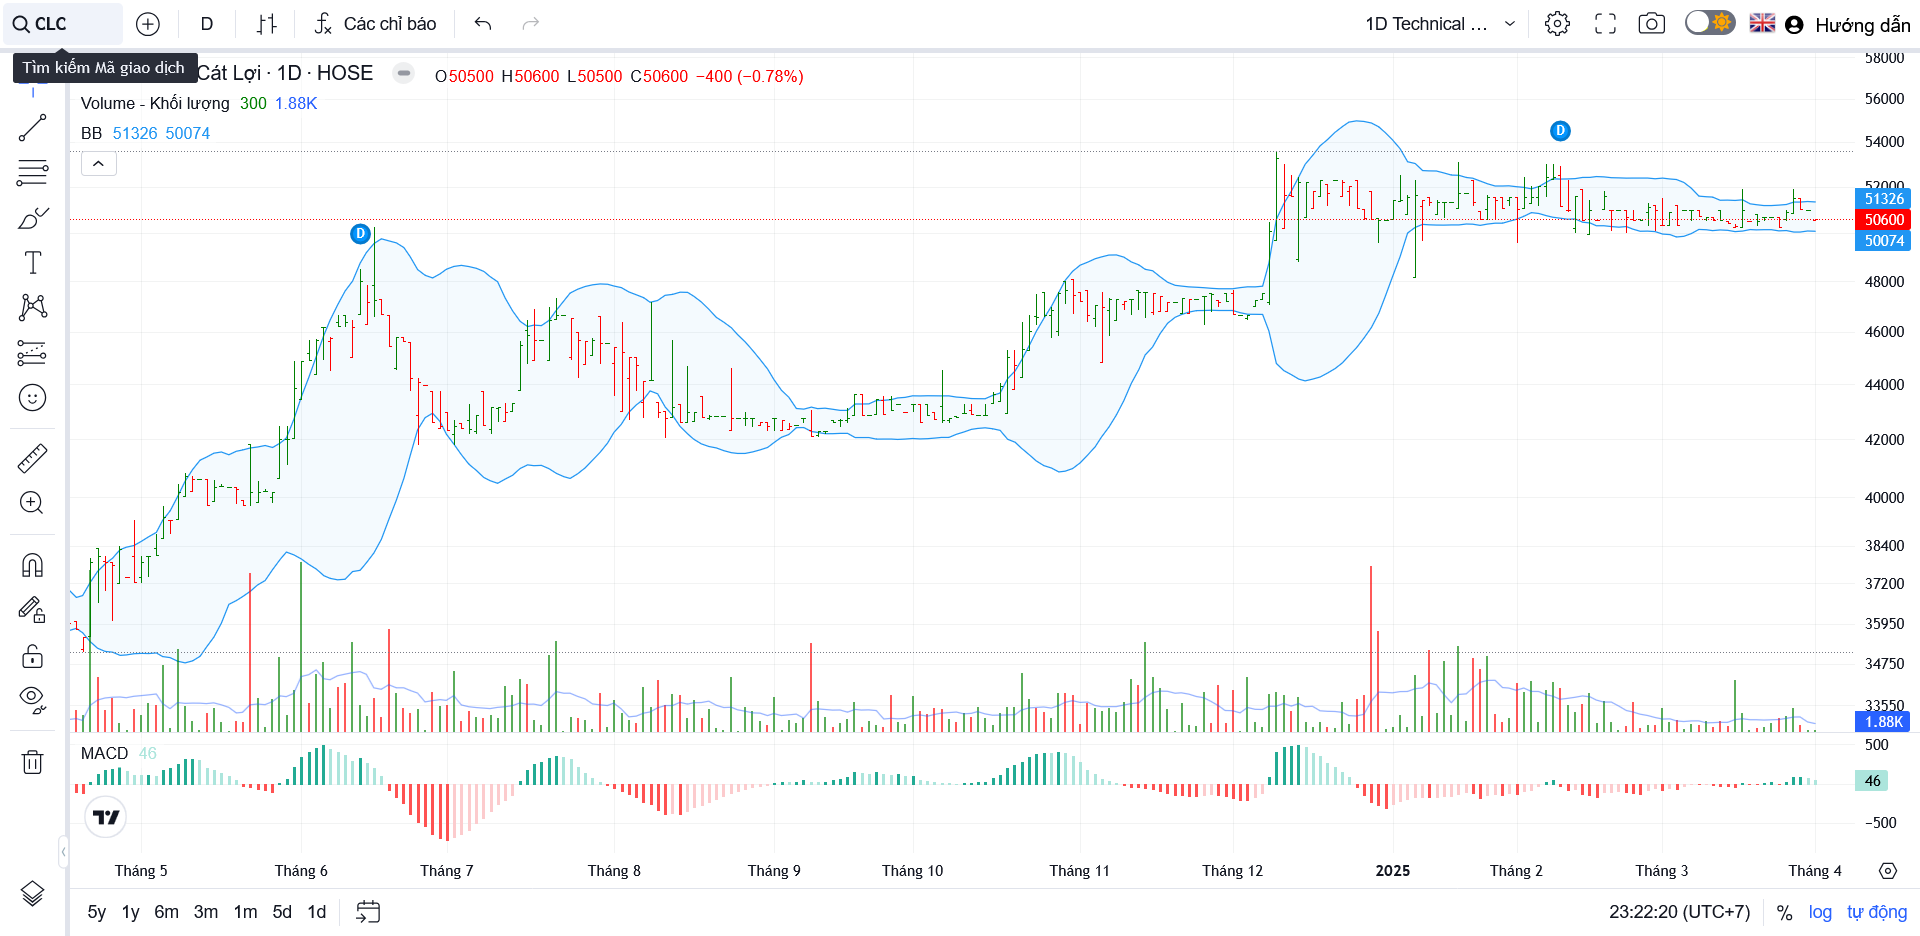 CLC
D
Các chỉ báo
1D Technical ...
Hướng dẫn
Tìm kiếm Mã giao dịch
Cát Lợi · 1D · HOSE
O50500 H50600 L50500 C50600 −400 (−0.78%)
Volume - Khối lượng 300 1.88K
BB 51326 50074
D
D
58000
56000
54000
52000
51326
50600
50074
48000
46000
44000
42000
40000
38400
37200
35950
34750
33550
1.88K
MACD 46
500
46
−500
Tháng 5 Tháng 6 Tháng 7 Tháng 8 Tháng 9 Tháng 10 Tháng 11 Tháng 12 2025 Tháng 2 Tháng 3 Tháng 4
5y 1y 6m 3m 1m 5d 1d
23:22:20 (UTC+7) % log tự động